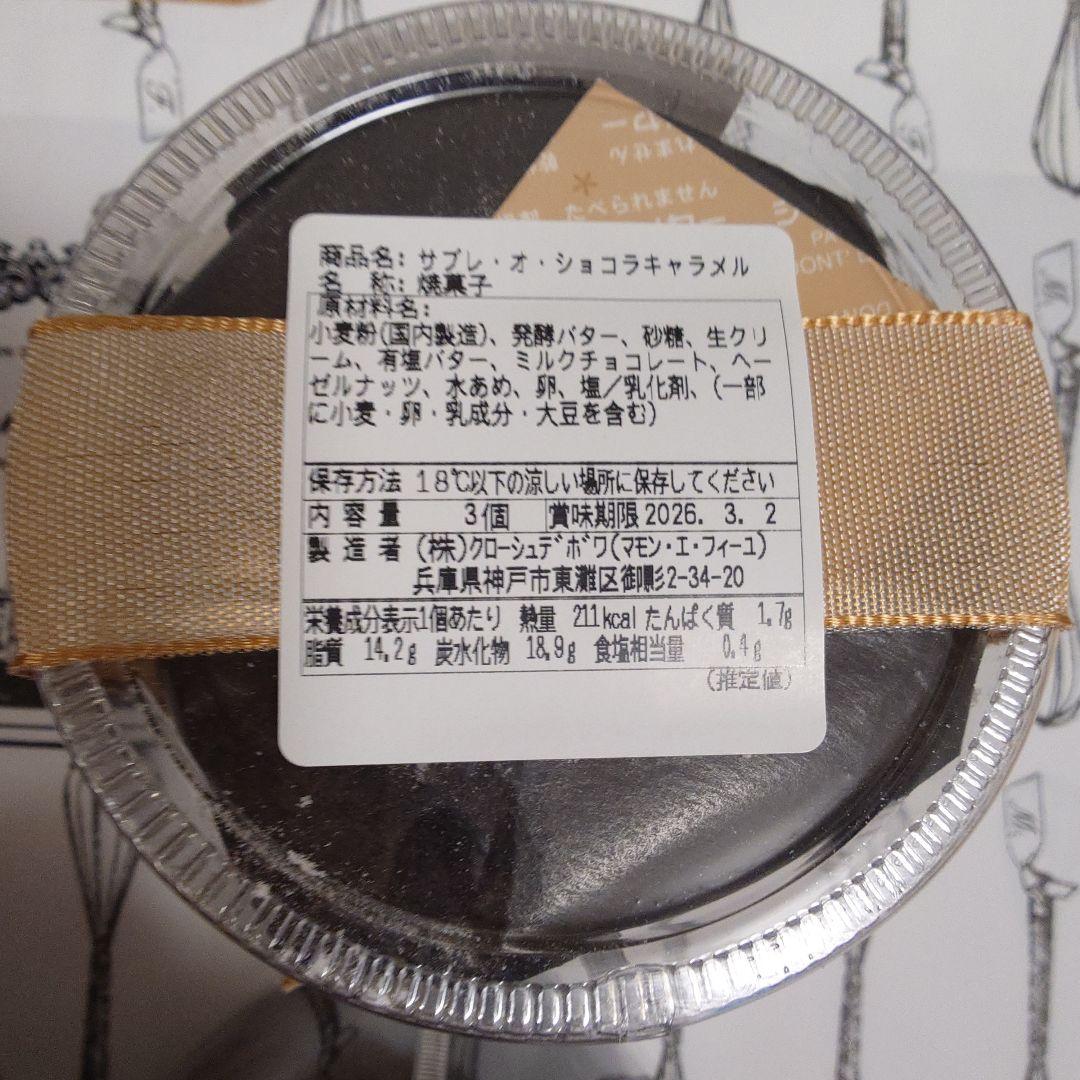 商品名: サブレ・オ・ショコラキャラメル
名 称: 焼菓子
原材料名:
小麦粉(国内製造)、発酵バター、砂糖、生クリ
ーム、有塩バター、ミルクチョコレート、ヘー
ゼルナッツ、水あめ、卵、塩/乳化剤、(一部
に小麦・卵・乳成分・大豆を含む)
保存方法 18℃以下の涼しい場所に保存してください
内容量 3個 賞味期限 2026. 3. 2
製造者 (株)クローシュデボワ(マモン・エ・フィーユ)
兵庫県神戸市東灘区御影2-34-20
栄養成分表示1個あたり 熱量 211kcal たんぱく質 1.7g
脂質 14.2g 炭水化物 18.9g 食塩相当量 0.4g
(推定値)
たべられません